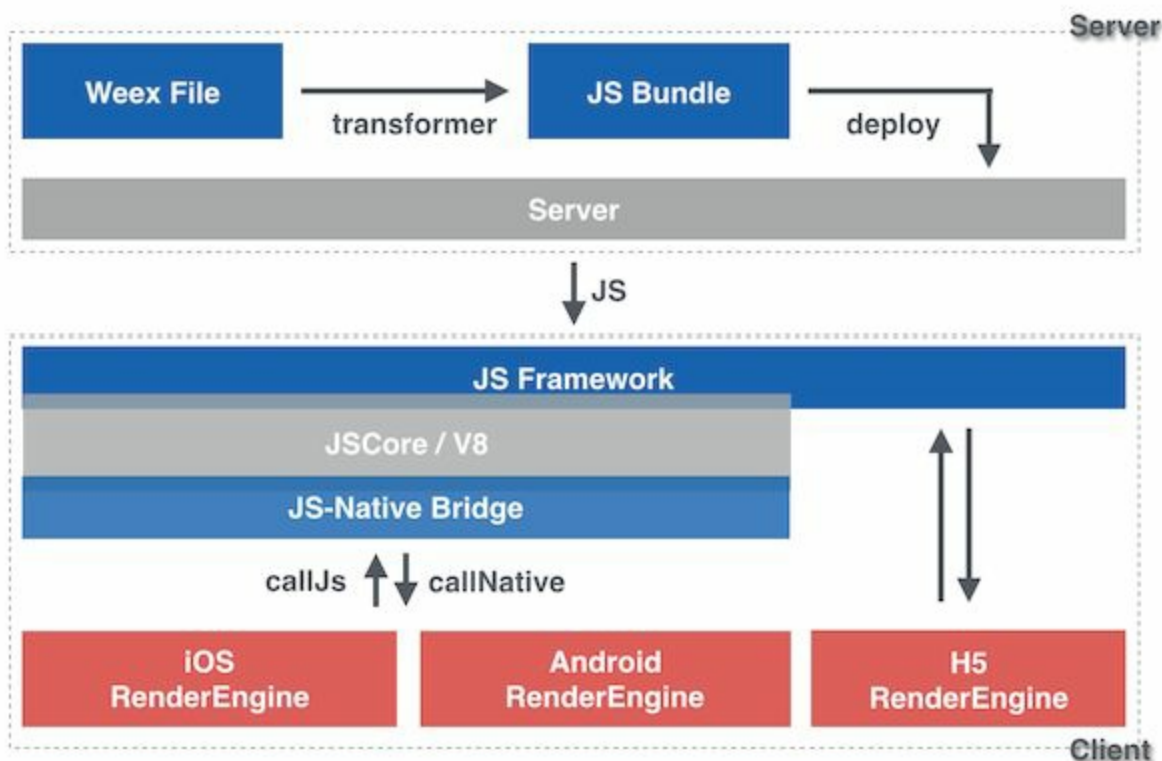 Server
Weex File
transformer
JS Bundle
deploy
Server
JS
JS Framework
JSCore / V8
JS-Native Bridge
callJs
callNative
iOS
RenderEngine
Android
RenderEngine
H5
RenderEngine
Client